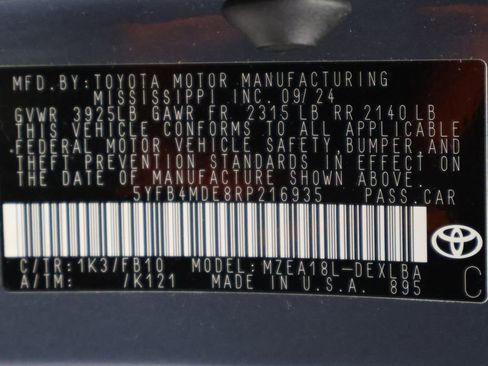 MFD. BY: TOYOTA MOTOR MANUFACTURING
MISSISSIPPI INC. 09/24
GVWR 3925LB GAWR FR 2315 LB RR 2140 LB
THIS VEHICLE CONFORMS TO ALL APPLICABLE
FEDERAL MOTOR VEHICLE SAFETY, BUMPER, AND
THEFT PREVENTION STANDARDS IN EFFECT ON
THE DATE OF MANUFACTURE SHOWN ABOVE.
5YFB4MDE8RP216935 PASS. CAR
C/TR: 1K3/FB10 MODEL: MZEA18L-DEXLBA
A/TM: /K121 MADE IN U.S.A. 895 C